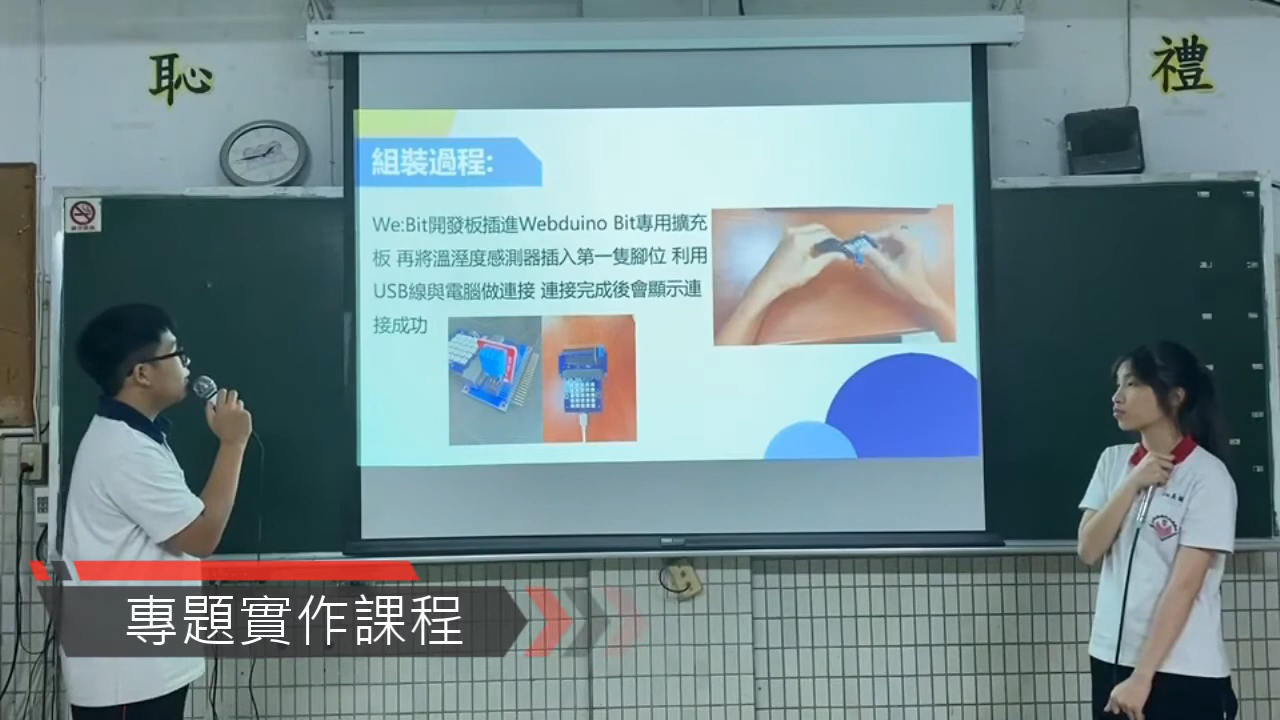 恥
禮
組裝過程:
We:Bit開發板插進Webduino Bit專用擴充
板 再將溫溼度感測器插入第一隻腳位 利用
USB線與電腦做連接 連接完成後會顯示連
接成功
專題實作課程